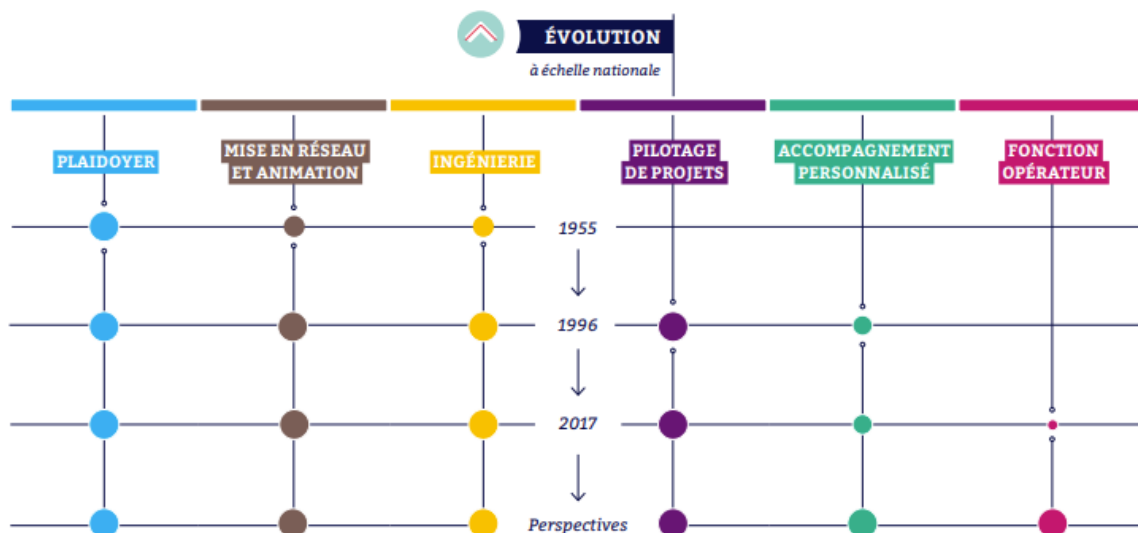 ÉVOLUTION
à échelle nationale
PLAIDOYER
MISE EN RÉSEAU
ET ANIMATION
INGÉNIERIE
PILOTAGE
DE PROJETS
ACCOMPAGNEMENT
PERSONNALISÉ
FONCTION
OPÉRATEUR
1955
1996
2017
Perspectives